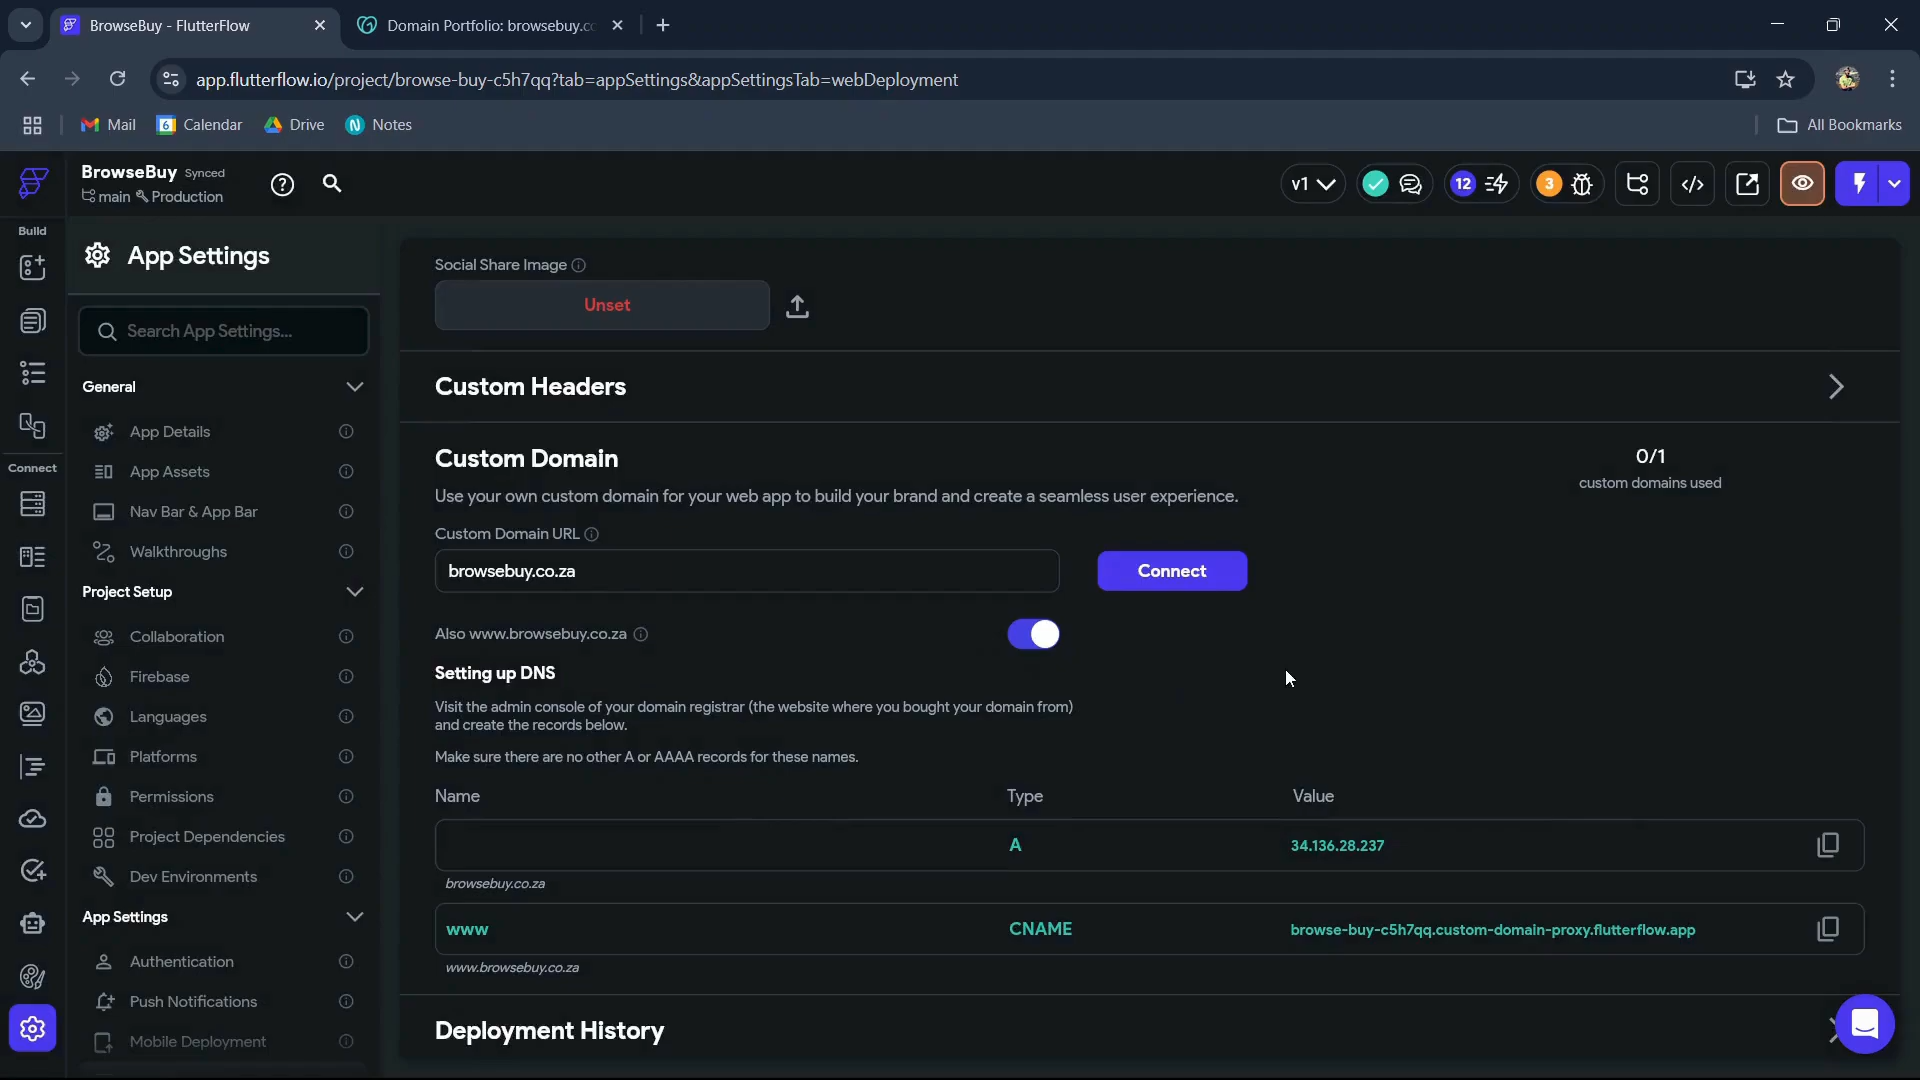 BrowseBuy - FlutterFlow
Domain Portfolio: browsebuy.co
app.flutterflow.io/project/browse-buy-c5h7qq?tab=appSettings&appSettingsTab=webDeployment
Mail
6
Calendar
Drive
N
Notes
All Bookmarks
BrowseBuy Synced
main Production
v1
12
3
Build
Connect
App Settings
Search App Settings...
General
App Details
App Assets
Nav Bar & App Bar
Walkthroughs
Project Setup
Collaboration
Firebase
Languages
Platforms
Permissions
Project Dependencies
Dev Environments
App Settings
Authentication
Push Notifications
Mobile Deployment
Social Share Image
Unset
Custom Headers
Custom Domain
0/1
custom domains used
Use your own custom domain for your web app to build your brand and create a seamless user experience.
Custom Domain URL
browsebuy.co.za
Connect
Also www.browsebuy.co.za
Setting up DNS
Visit the admin console of your domain registrar (the website where you bought your domain from)
and create the records below.
Make sure there are no other A or AAAA records for these names.
Name Type Value
A 34.136.28.237
browsebuy.co.za
www CNAME browse-buy-c5h7qq.custom-domain-proxy.flutterflow.app
www.browsebuy.co.za
Deployment History